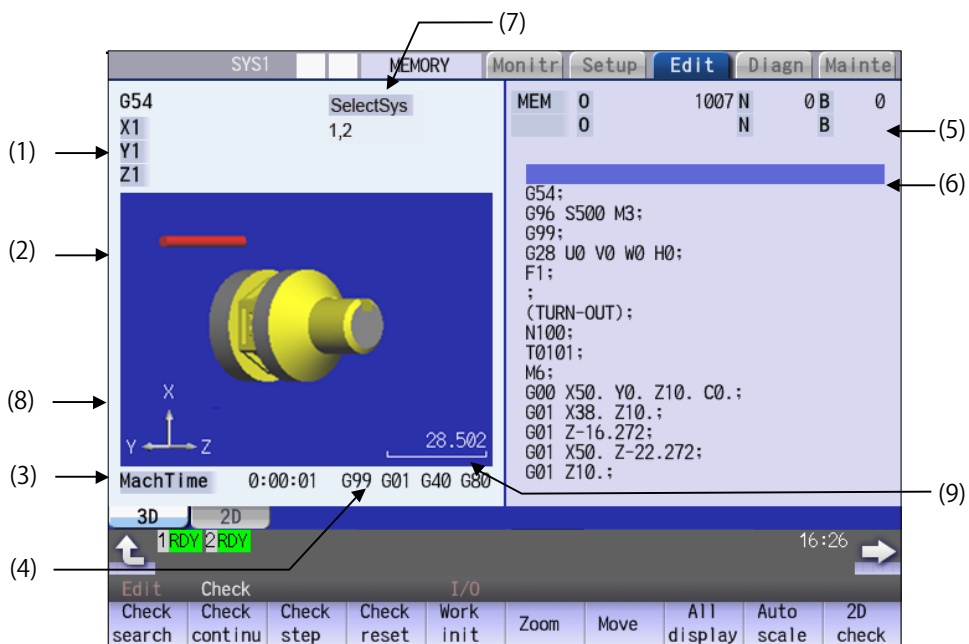 (7)
SYS1 MEMORY Monitr Setup Edit Diagn Mainte
G54 SelectSys
X1 1,2
Y1
Z1
MEM O 1007 N 0 B 0
O N B
(1)
(5)
(6)
(2)
G54;
G96 S500 M3;
G99;
G28 U0 V0 W0 H0;
F1;
;
(TURN-OUT);
N100;
T0101;
M6;
G00 X50. Y0. Z10. C0.;
G01 X38. Z10.;
G01 Z-16.272;
G01 X50. Z-22.272;
G01 Z10.;
(8)
X
Y Z
28.502
(3)
MachTime 0:00:01 G99 G01 G40 G80
(9)
3D 2D
1 RDY 2 RDY 16:26
(4)
Edit Check I/O
Check search
Check continu
Check step
Check reset
Work init
Zoom
Move
All display
Auto scale
2D check